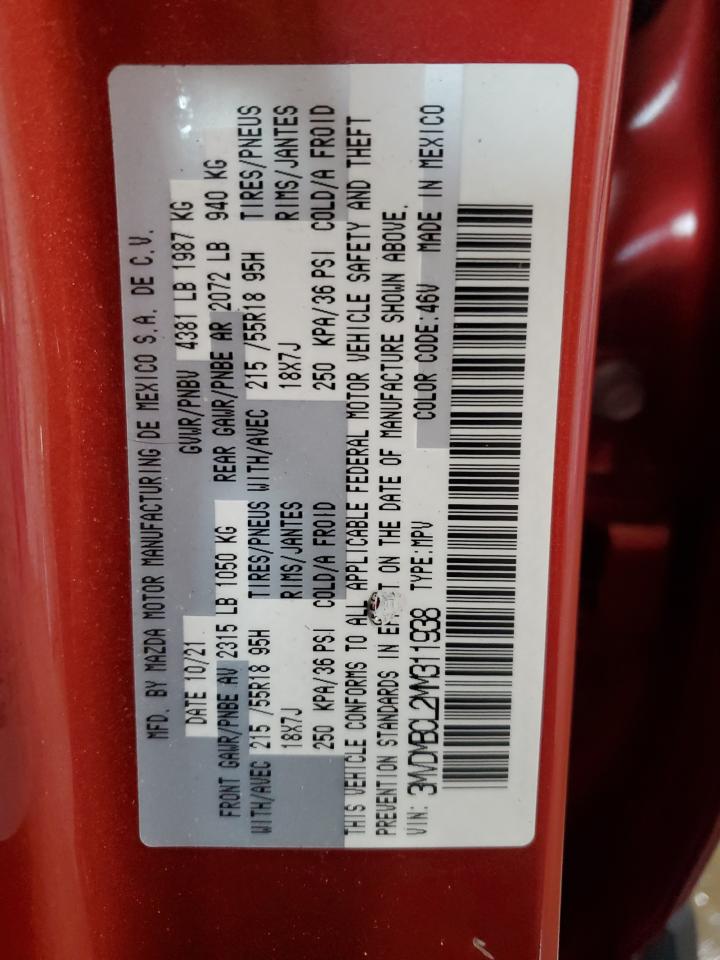 MFD. BY MAZDA MOTOR MANUFACTURING DE MEXICO S.A. DE C.V.
DATE 10/21 GVWR/PNBV 4381 LB 1987 KG
FRONT GAWR/PNBE AV 2315 LB 1050 KG REAR GAWR/PNBE AR 2072 LB 940 KG
WITH/AVEC 215 /55R18 95H TIRES/PNEUS WITH/AVEC 215 /55R18 95H TIRES/PNEUS
18X7J RIMS/JANTES 18X7J RIMS/JANTES
250 KPA/36 PSI COLD/A FROID 250 KPA/36 PSI COLD/A FROID
THIS VEHICLE CONFORMS TO ALL APPLICABLE FEDERAL MOTOR VEHICLE SAFETY AND THEFT
PREVENTION STANDARDS IN ON THE DATE OF MANUFACTURE SHOWN ABOVE.
VIN: 3MVDMBCL2MM311938 TYPE:MPV COLOR CODE:46V MADE IN MEXICO